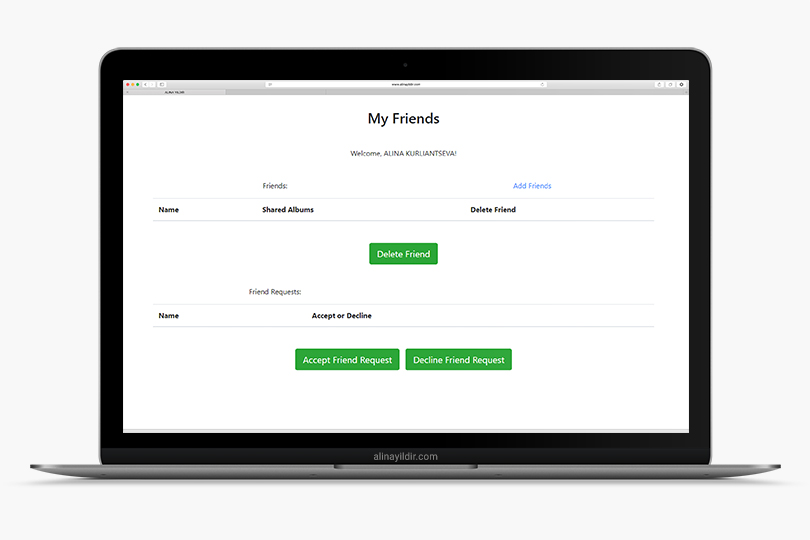 www.alinayildir.com
ALINA YILDIR
My Friends
Welcome, ALINA KURLIANTSEVA!
Friends: Add Friends
Name Shared Albums Delete Friend
Delete Friend
Friend Requests:
Name Accept or Decline
Accept Friend Request Decline Friend Request
alinayildir.com